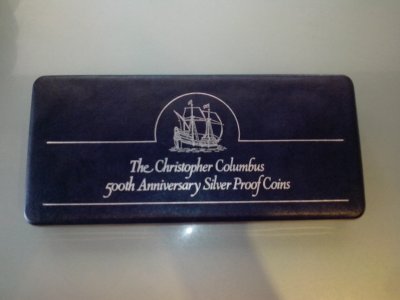 The Christopher Columbus
500th Anniversary Silver Proof Coins